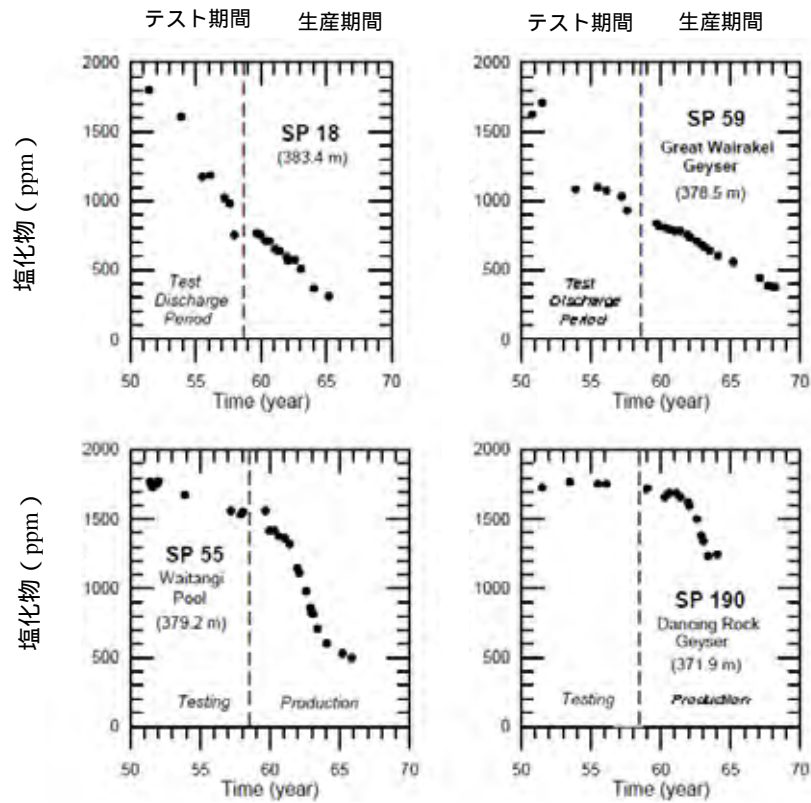 テスト期間 生産期間
テスト期間 生産期間
塩化物 ( ppm )
2000
1500
1000
500
0
SP 18
(383.4 m)
Test
Discharge
Period
50 55 60 65 70
Time (year)
2000
1500
1000
500
0
SP 59
Great Wairakei
Geyser
(378.5 m)
Test
Discharge
Period
50 55 60 65 70
Time (year)
塩化物 ( ppm )
2000
1500
1000
500
0
SP 55
Waitangi
Pool
(379.2 m)
Testing Production
50 55 60 65 70
Time (year)
2000
1500
1000
500
0
SP 190
Dancing Rock
Geyser
(371.9 m)
Testing Production
50 55 60 65 70
Time (year)